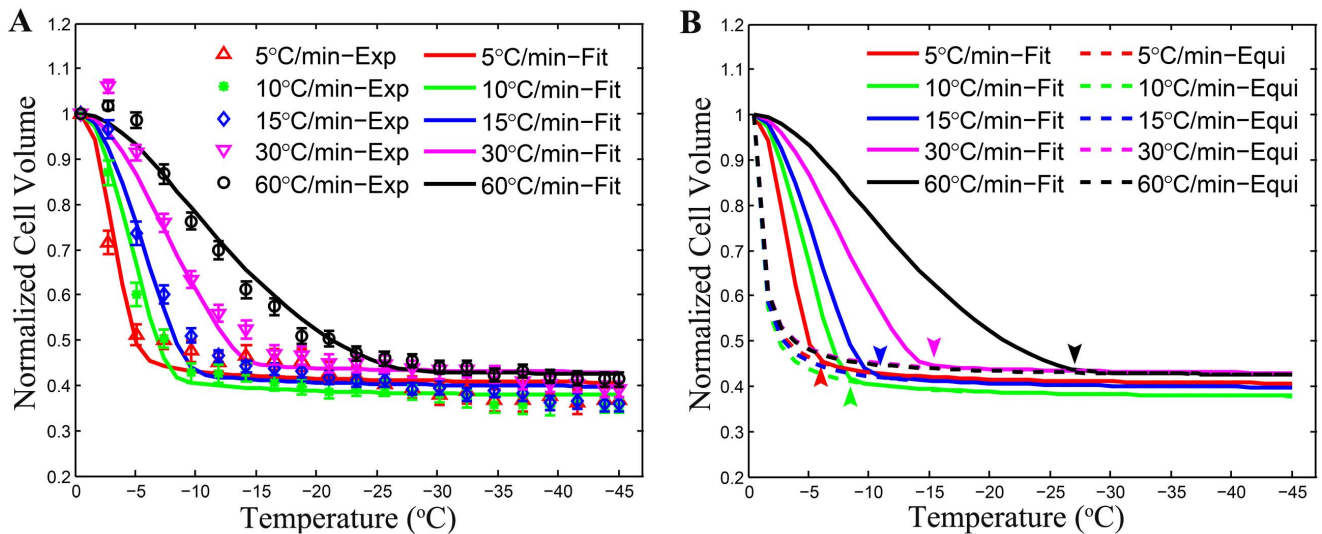 A
1.2
1.1
1
0.9
0.8
0.7
0.6
0.5
0.4
0.3
0.2
Normalized Cell Volume
5°C/min−Exp
10°C/min−Exp
15°C/min−Exp
30°C/min−Exp
60°C/min−Exp
5°C/min−Fit
10°C/min−Fit
15°C/min−Fit
30°C/min−Fit
60°C/min−Fit
0 −5 −10 −15 −20 −25 −30 −35 −40 −45
Temperature (°C)
B
1.2
1.1
1
0.9
0.8
0.7
0.6
0.5
0.4
0.3
0.2
Normalized Cell Volume
5°C/min−Fit
10°C/min−Fit
15°C/min−Fit
30°C/min−Fit
60°C/min−Fit
5°C/min−Equi
10°C/min−Equi
15°C/min−Equi
30°C/min−Equi
60°C/min−Equi
0 −5 −10 −15 −20 −25 −30 −35 −40 −45
Temperature (°C)